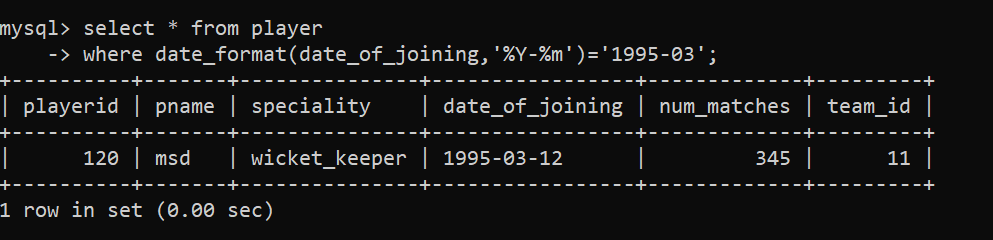 mysql> select * from player
    -> where date_format(date_of_joining,'%Y-%m')='1995-03';
+----------+-------+---------------+-----------------+-------------+---------+
| playerid | pname | speciality    | date_of_joining | num_matches | team_id |
+----------+-------+---------------+-----------------+-------------+---------+
|      120 | msd   | wicket_keeper | 1995-03-12      |         345 |      11 |
+----------+-------+---------------+-----------------+-------------+---------+
1 row in set (0.00 sec)